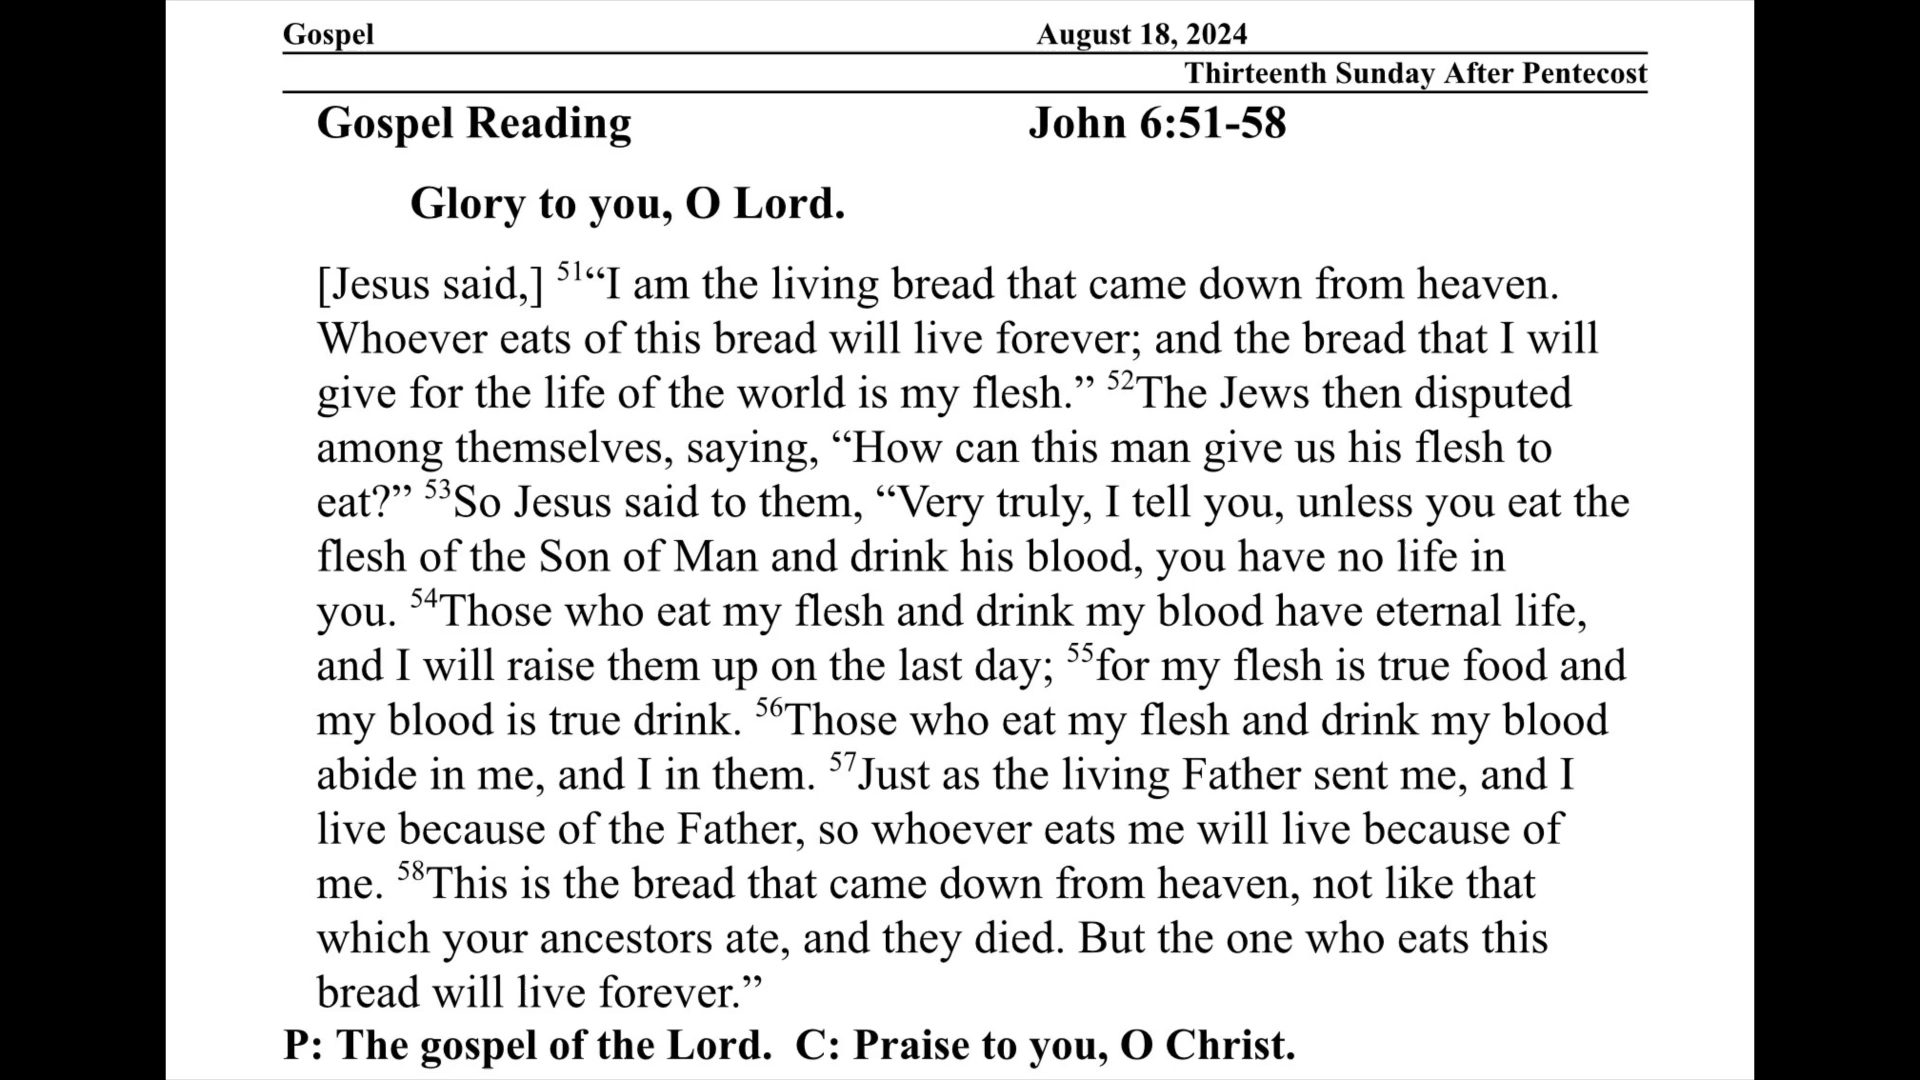 Gospel August 18, 2024
Thirteenth Sunday After Pentecost
Gospel Reading John 6:51-58
Glory to you, O Lord.
[Jesus said,] 51“I am the living bread that came down from heaven.
Whoever eats of this bread will live forever; and the bread that I will
give for the life of the world is my flesh.” 52The Jews then disputed
among themselves, saying, “How can this man give us his flesh to
eat?” 53So Jesus said to them, “Very truly, I tell you, unless you eat the
flesh of the Son of Man and drink his blood, you have no life in
you. 54Those who eat my flesh and drink my blood have eternal life,
and I will raise them up on the last day; 55for my flesh is true food and
my blood is true drink. 56Those who eat my flesh and drink my blood
abide in me, and I in them. 57Just as the living Father sent me, and I
live because of the Father, so whoever eats me will live because of
me. 58This is the bread that came down from heaven, not like that
which your ancestors ate, and they died. But the one who eats this
bread will live forever.”
P: The gospel of the Lord. C: Praise to you, O Christ.